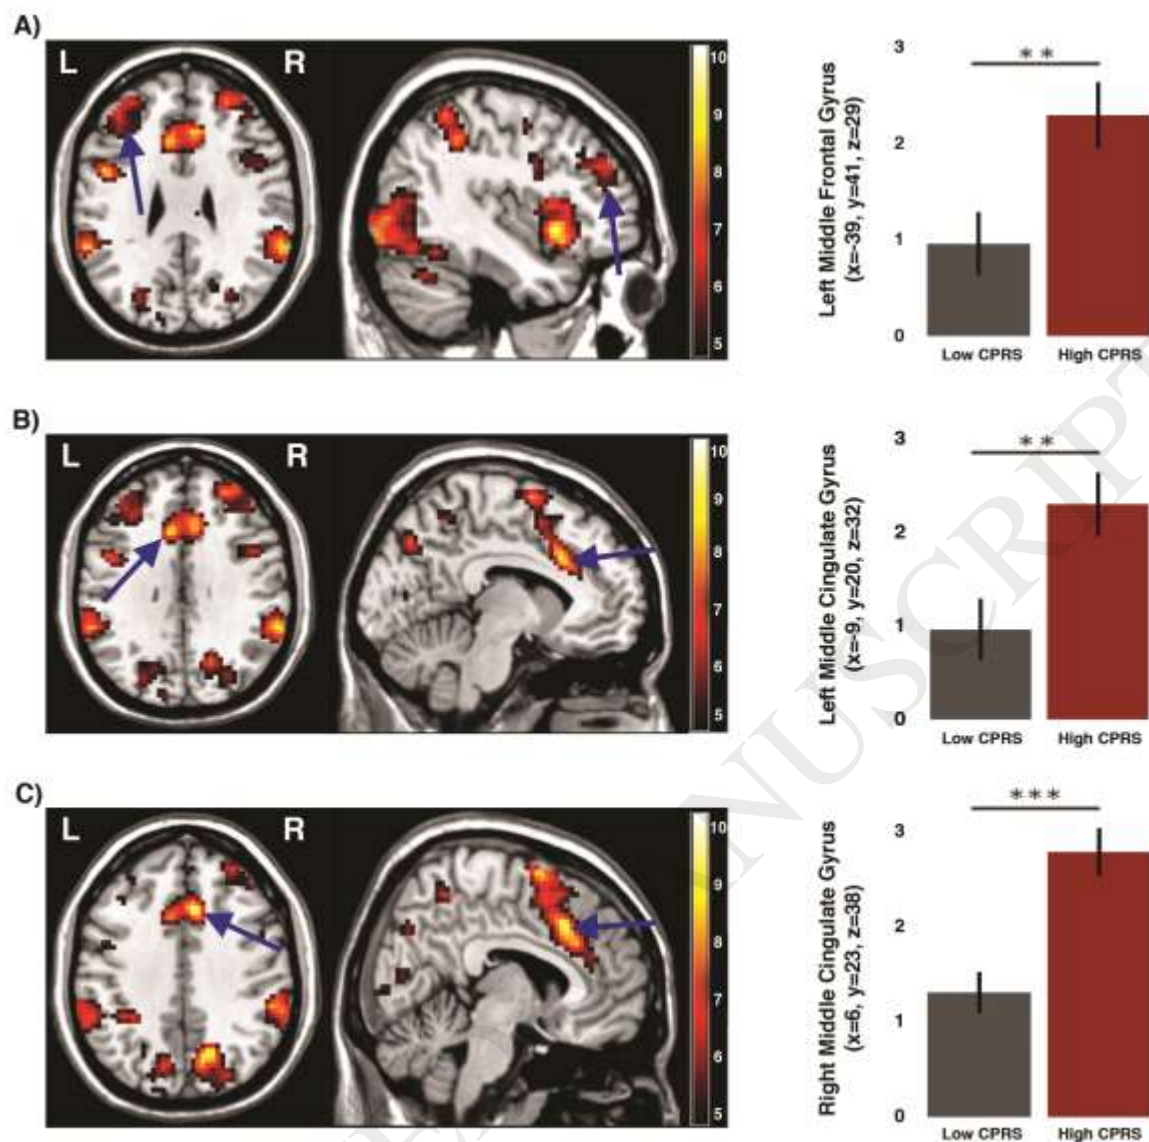 A)
L R
10
9
8
7
6
5
Left Middle Frontal Gyrus
(x=-39, y=41, z=29)
3
2
1
0
**
Low CPRS High CPRS
B)
L R
10
9
8
7
6
5
Left Middle Cingulate Gyrus
(x=-9, y=20, z=32)
3
2
1
0
**
Low CPRS High CPRS
C)
L R
10
9
8
7
6
5
Right Middle Cingulate Gyrus
(x=6, y=23, z=38)
3
2
1
0
***
Low CPRS High CPRS